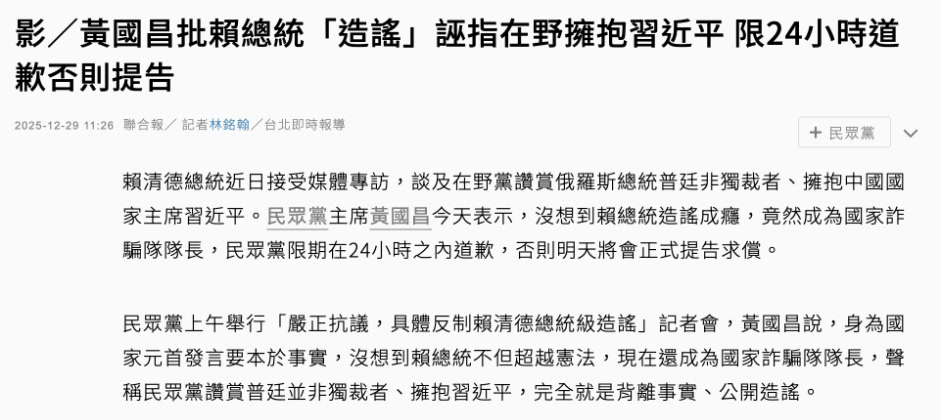 影／黃國昌批賴總統「造謠」誣指在野擁抱習近平 限24小時道
歉否則提告
2025-12-29 11:26 聯合報／ 記者林銘翰／台北即時報導
+ 民眾黨
賴清德總統近日接受媒體專訪，談及在野黨讚賞俄羅斯總統普廷非獨裁者、擁抱中國國
家主席習近平。民眾黨主席黃國昌今天表示，沒想到賴總統造謠成癮，竟然成為國家詐
騙隊隊長，民眾黨限期在24小時之內道歉，否則明天將會正式提告求償。
民眾黨上午舉行「嚴正抗議，具體反制賴清德總統級造謠」記者會，黃國昌說，身為國
家元首發言要本於事實，沒想到賴總統不但超越憲法，現在還成為國家詐騙隊隊長，聲
稱民眾黨讚賞普廷並非獨裁者、擁抱習近平，完全就是背離事實、公開造謠。